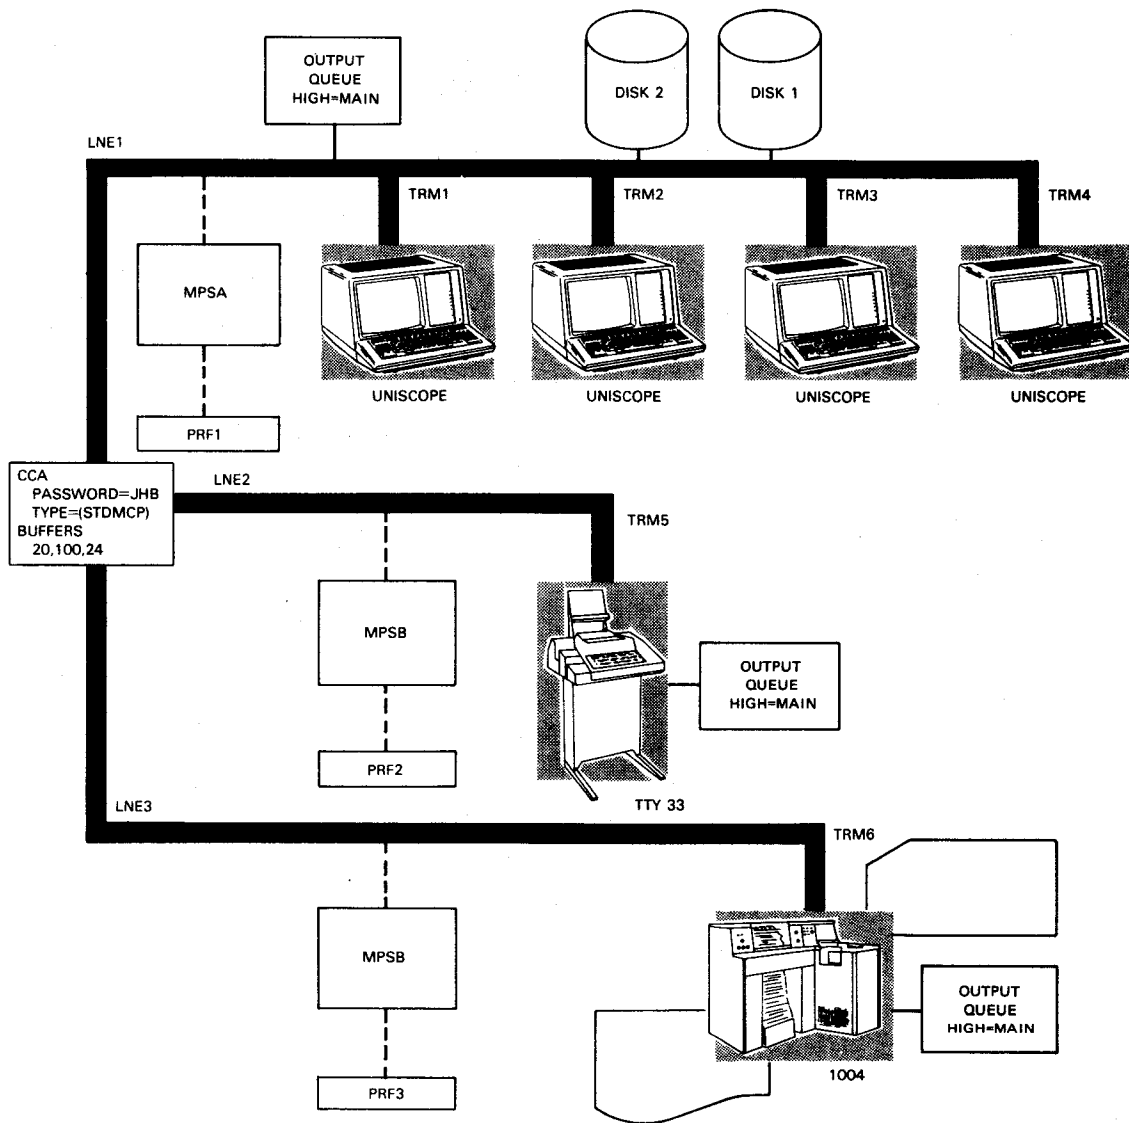 OUTPUT
QUEUE
HIGH=MAIN
DISK 2
DISK 1
LNE1
TRM1
TRM2
TRM3
TRM4
MPSA
UNISCOPE
UNISCOPE
UNISCOPE
UNISCOPE
PRF1
CCA
PASSWORD=JHB
TYPE=(STDMCP)
BUFFERS
20,100,24
LNE2
TRM5
MPSB
OUTPUT
QUEUE
HIGH=MAIN
PRF2
TTY 33
LNE3
TRM6
MPSB
OUTPUT
QUEUE
HIGH=MAIN
1004
PRF3